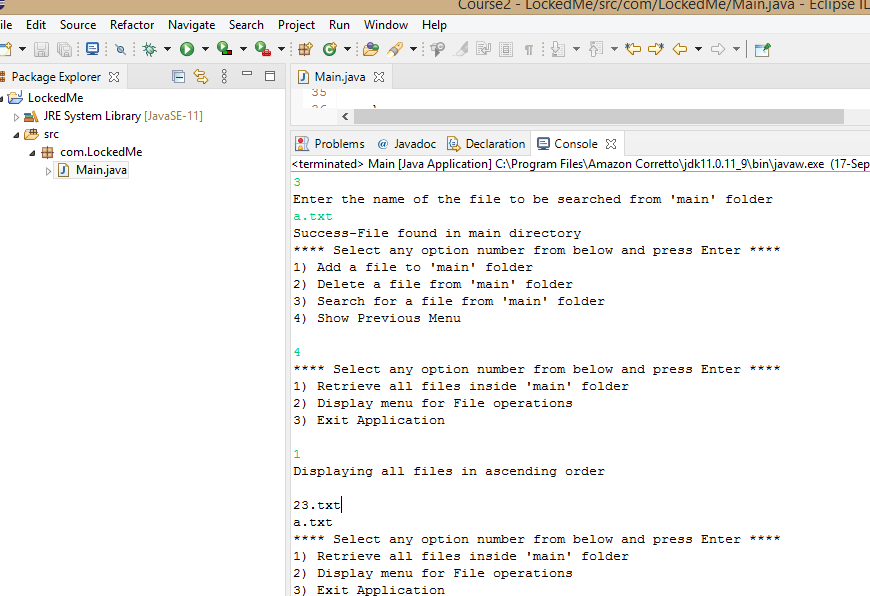 Course2 - LockedMe/src/com/LockedMe/Main.java - Eclipse I
ile Edit Source Refactor Navigate Search Project Run Window Help
Package Explorer
LockedMe
JRE System Library [JavaSE-11]
src
com.LockedMe
Main.java
Main.java
35
Problems @ Javadoc Declaration Console
<terminated> Main [Java Application] C:\Program Files\Amazon Corretto\jdk11.0.11_9\bin\javaw.exe (17-Sep
3
Enter the name of the file to be searched from 'main' folder
a.txt
Success-File found in main directory
**** Select any option number from below and press Enter ****
1) Add a file to 'main' folder
2) Delete a file from 'main' folder
3) Search for a file from 'main' folder
4) Show Previous Menu
4
**** Select any option number from below and press Enter ****
1) Retrieve all files inside 'main' folder
2) Display menu for File operations
3) Exit Application
1
Displaying all files in ascending order
23.txt
a.txt
**** Select any option number from below and press Enter ****
1) Retrieve all files inside 'main' folder
2) Display menu for File operations
3) Exit Application